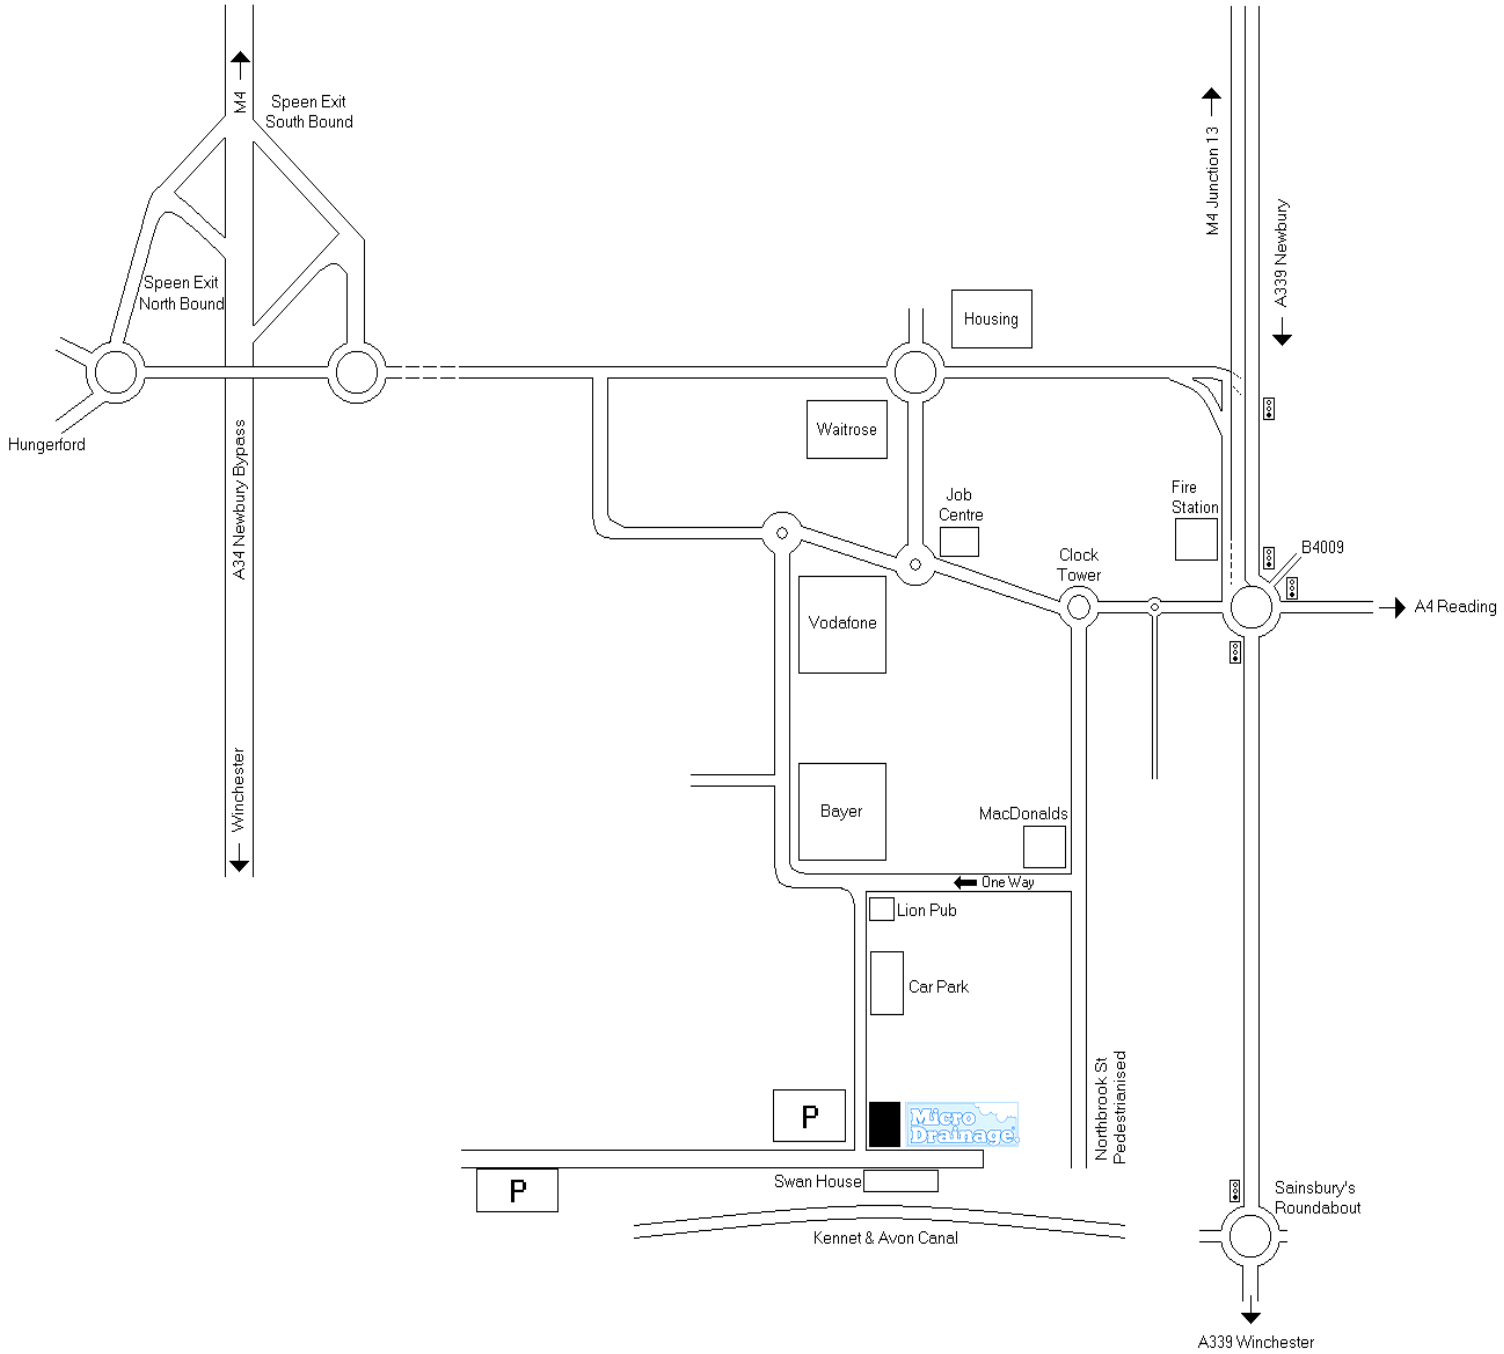 M4
Speen Exit
South Bound
M4 Junction 13
A339 Newbury
Speen Exit
North Bound
Housing
Hungerford
Waitrose
A34 Newbury Bypass
Job
Centre
Fire
Station
Clock
Tower
B4009
A4 Reading
Vodafone
Winchester
Bayer
MacDonalds
One Way
Lion Pub
Car Park
Northbrook St
Pedestrianised
P
Micro
Drainage
P
Swan House
Sainsbury's
Roundabout
Kennet & Avon Canal
A339 Winchester